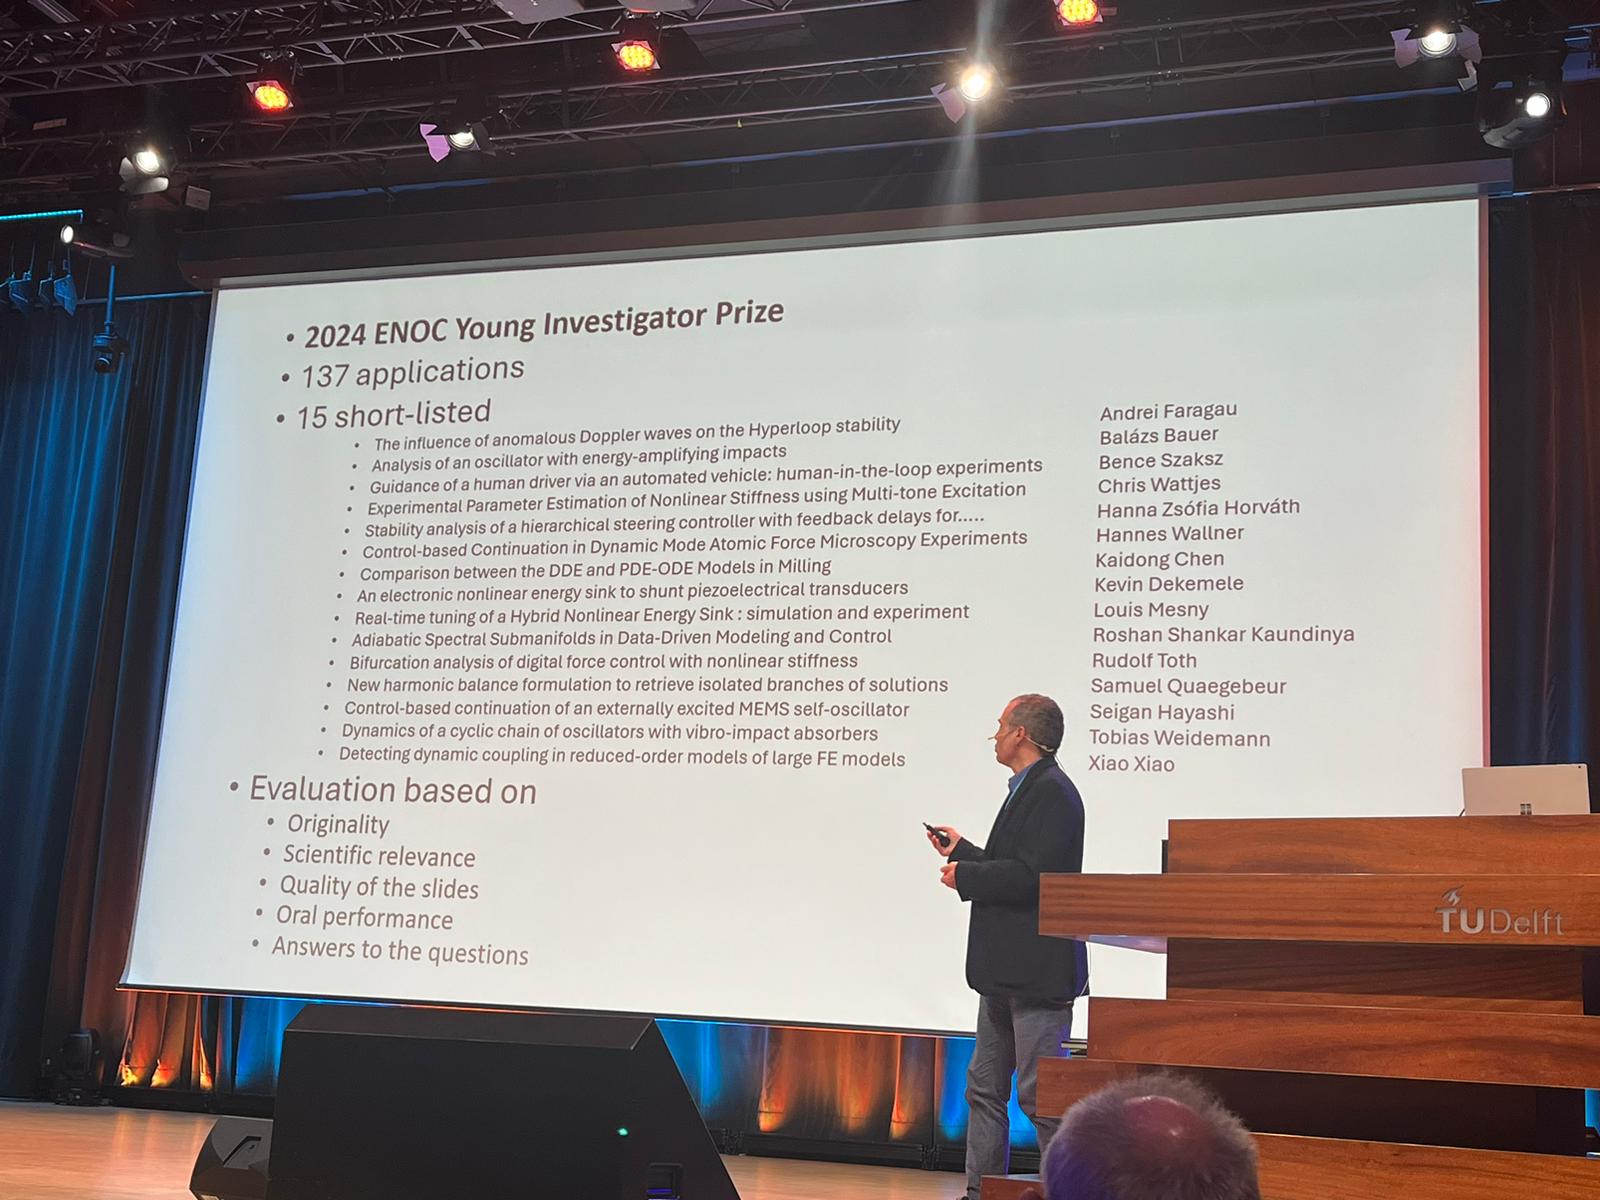 • 2024 ENOC Young Investigator Prize
• 137 applications
• 15 short-listed
• The influence of anomalous Doppler waves on the Hyperloop stability Andrei Faragau
• Analysis of an oscillator with energy-amplifying impacts Balázs Bauer
• Guidance of a human driver via an automated vehicle: human-in-the-loop experiments Bence Szaksz
• Experimental Parameter Estimation of Nonlinear Stiffness using Multi-tone Excitation Chris Wattjes
• Stability analysis of a hierarchical steering controller with feedback delays for..... Hanna Zsófia Horváth
• Control-based Continuation in Dynamic Mode Atomic Force Microscopy Experiments Hannes Wallner
• Comparison between the DDE and PDE-ODE Models in Milling Kaidong Chen
• An electronic nonlinear energy sink to shunt piezoelectrical transducers Kevin Dekemele
• Real-time tuning of a Hybrid Nonlinear Energy Sink : simulation and experiment Louis Mesny
• Adiabatic Spectral Submanifolds in Data-Driven Modeling and Control Roshan Shankar Kaundinya
• Bifurcation analysis of digital force control with nonlinear stiffness Rudolf Toth
• New harmonic balance formulation to retrieve isolated branches of solutions Samuel Quaegebeur
• Control-based continuation of an externally excited MEMS self-oscillator Seigan Hayashi
• Dynamics of a cyclic chain of oscillators with vibro-impact absorbers Tobias Weidemann
• Detecting dynamic coupling in reduced-order models of large FE models Xiao Xiao
• Evaluation based on
• Originality
• Scientific relevance
• Quality of the slides
• Oral performance
• Answers to the questions
TUDelft